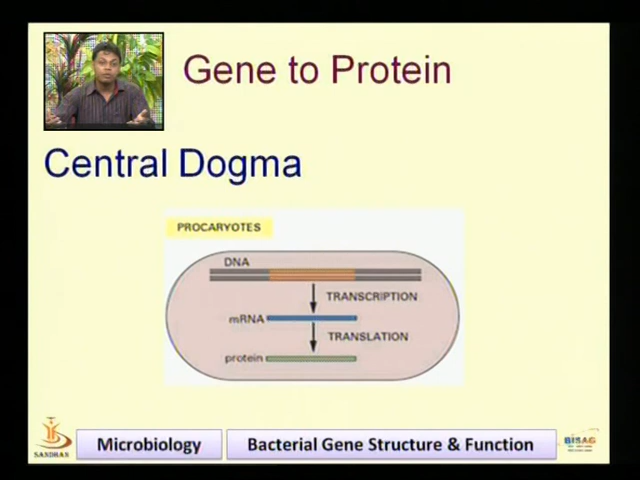 Gene to Protein
Central Dogma
PROCARYOTES
DNA
TRANSCRIPTION
mRNA
TRANSLATION
protein
SANDHAN
Microbiology
Bacterial Gene Structure & Function
BISAG